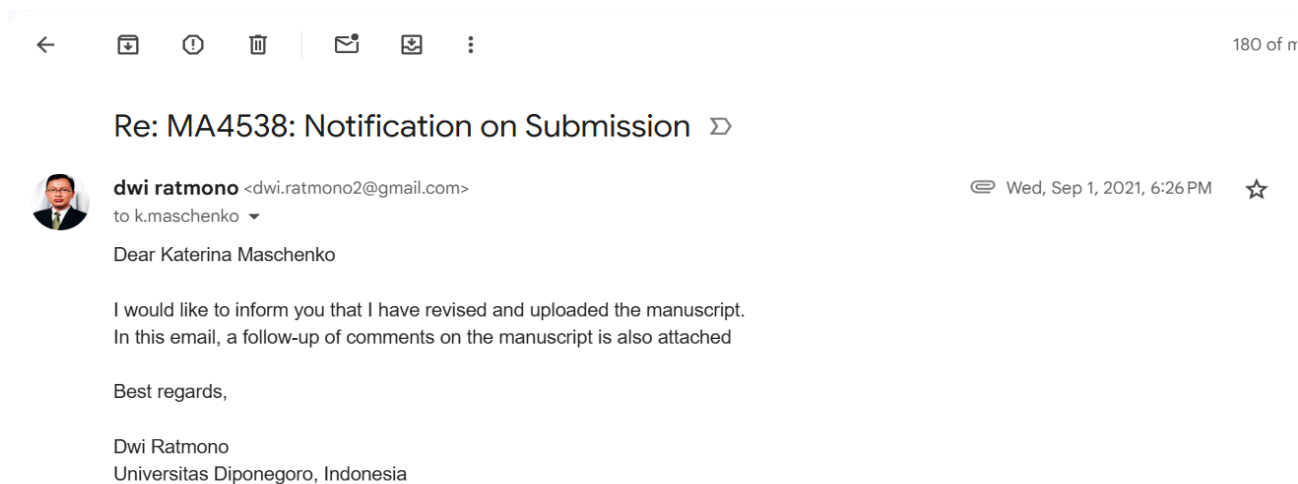 180 of
Re: MA4538: Notification on Submission
dwi ratmono <dwi.ratmono2@gmail.com>
Wed, Sep 1, 2021, 6:26 PM
to k.maschenko
Dear Katerina Maschenko
I would like to inform you that I have revised and uploaded the manuscript.
In this email, a follow-up of comments on the manuscript is also attached
Best regards,
Dwi Ratmono
Universitas Diponegoro, Indonesia